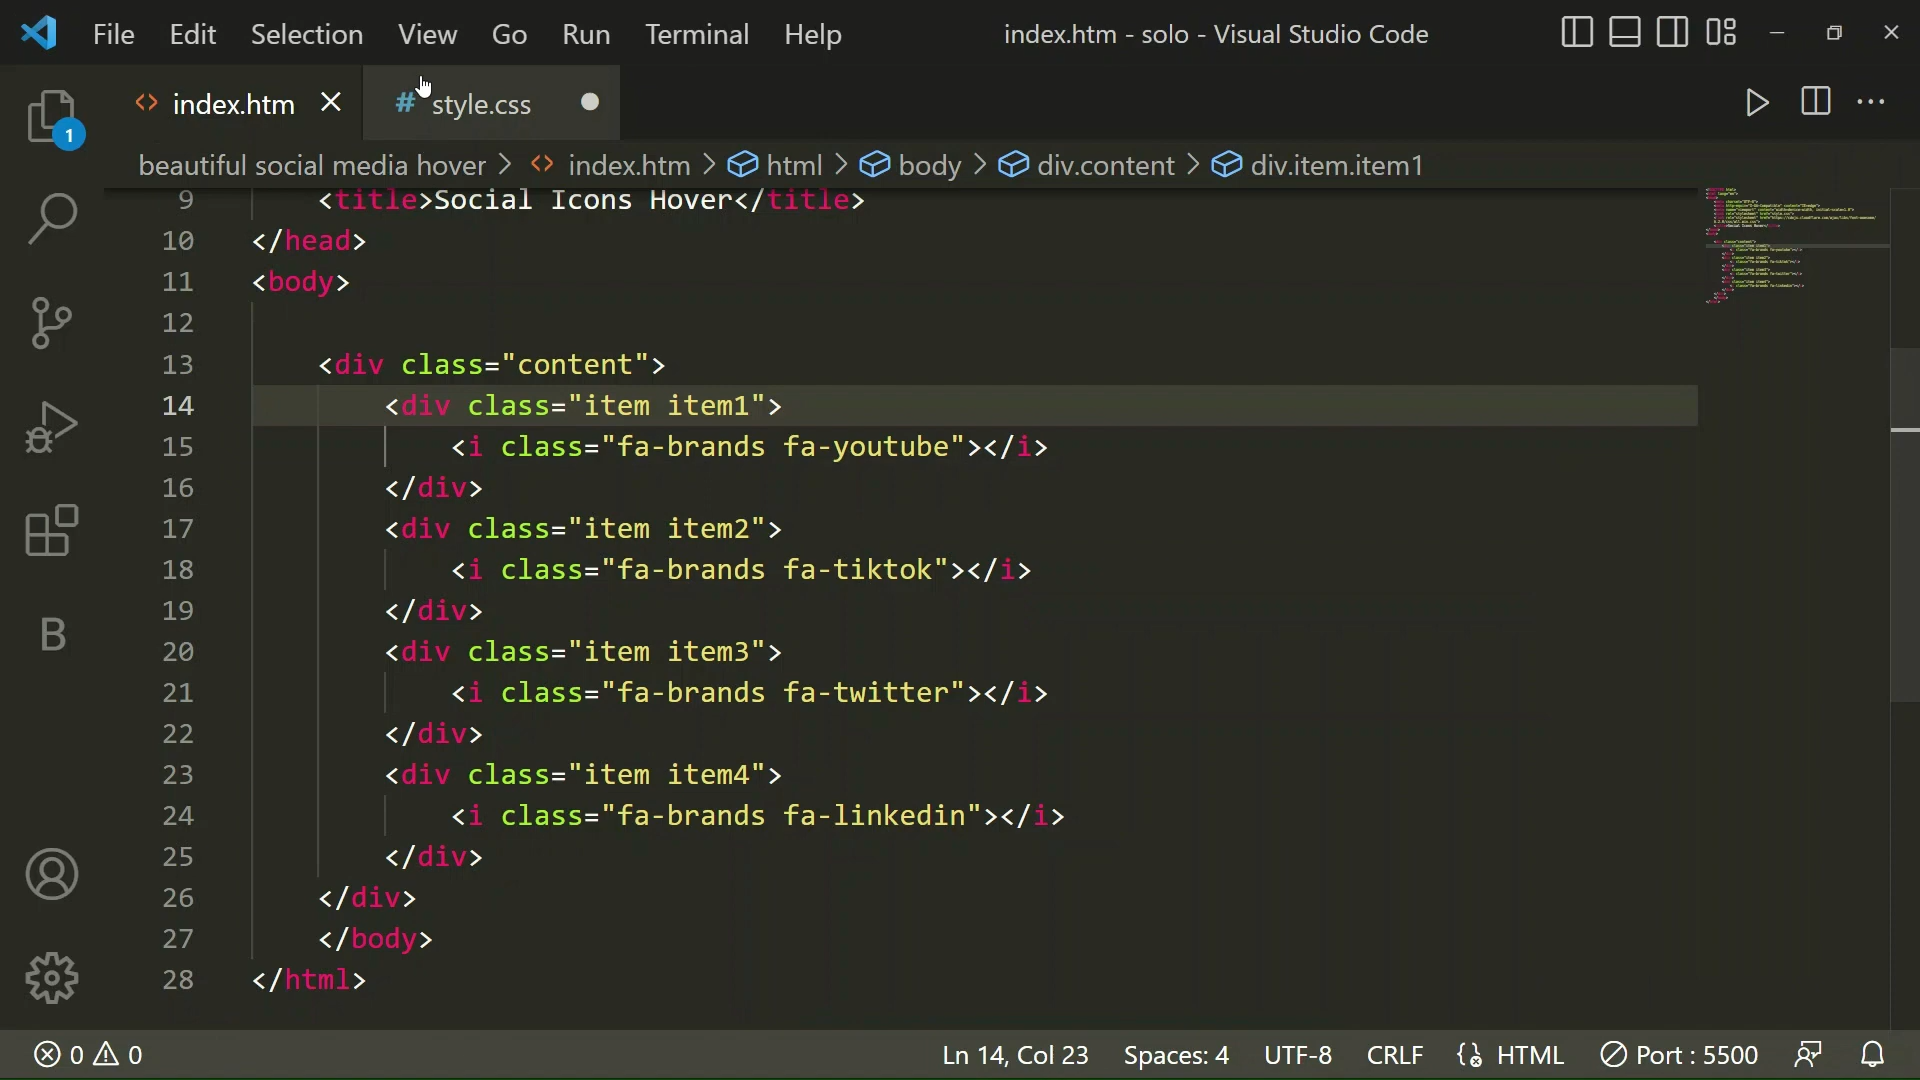 File Edit Selection View Go Run Terminal Help index.htm - solo - Visual Studio Code
index.htm # style.css
1
beautiful social media hover > index.htm > html > body > div.content > div.item.item1
9 <title>Social Icons Hover</title>
10 </head>
11 <body>
12
13 <div class="content">
14 <div class="item item1">
15 <i class="fa-brands fa-youtube"></i>
16 </div>
17 <div class="item item2">
18 <i class="fa-brands fa-tiktok"></i>
19 </div>
20 <div class="item item3">
21 <i class="fa-brands fa-twitter"></i>
22 </div>
23 <div class="item item4">
24 <i class="fa-brands fa-linkedin"></i>
25 </div>
26 </div>
27 </body>
28 </html>
B
0 0 Ln 14, Col 23 Spaces: 4 UTF-8 CRLF HTML Port : 5500